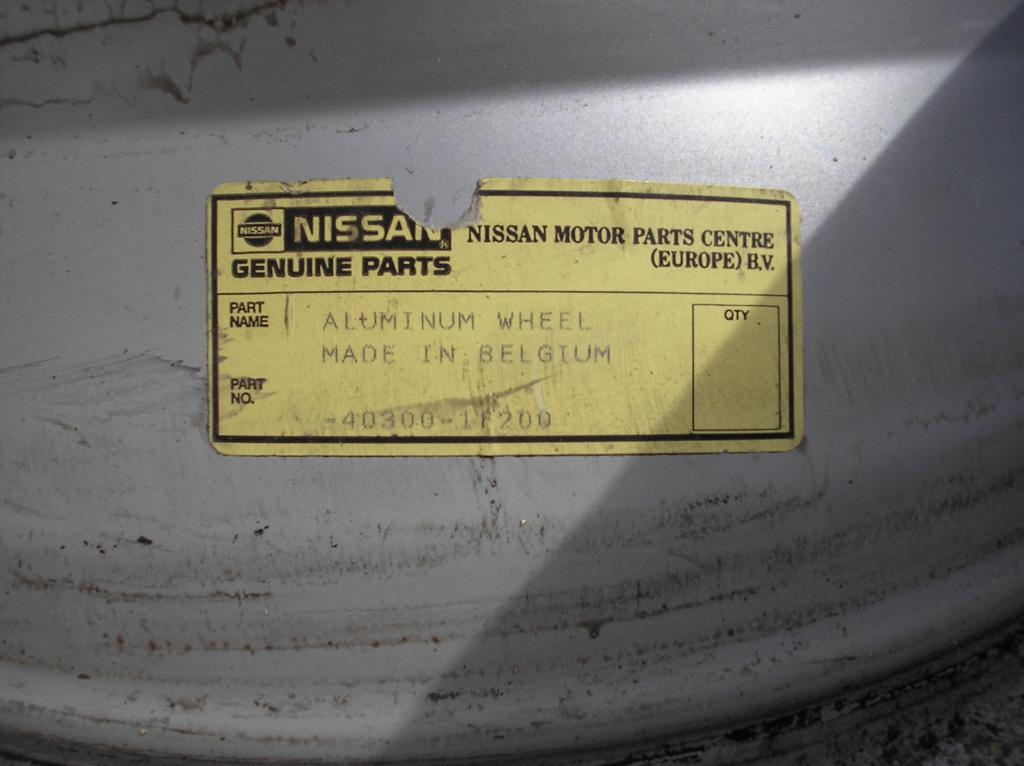 NISSAN NISSAN ®
GENUINE PARTS
NISSAN MOTOR PARTS CENTRE
(EUROPE) B.V.
PART
NAME
ALUMINUM WHEEL
MADE IN BELGIUM
PART
NO.
-40300-1F200
QTY